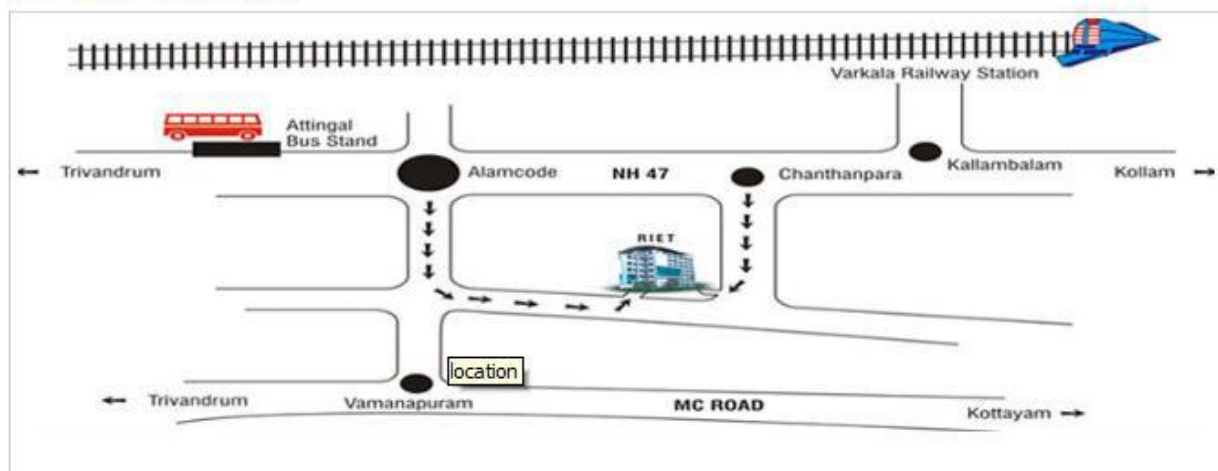 Varkala Railway Station
Attingal
Bus Stand
Trivandrum
Alamcode
NH 47
Chanthanpara
Kallambalam
Kollam
RIET
location
Trivandrum
Vamanapuram
MC ROAD
Kottayam